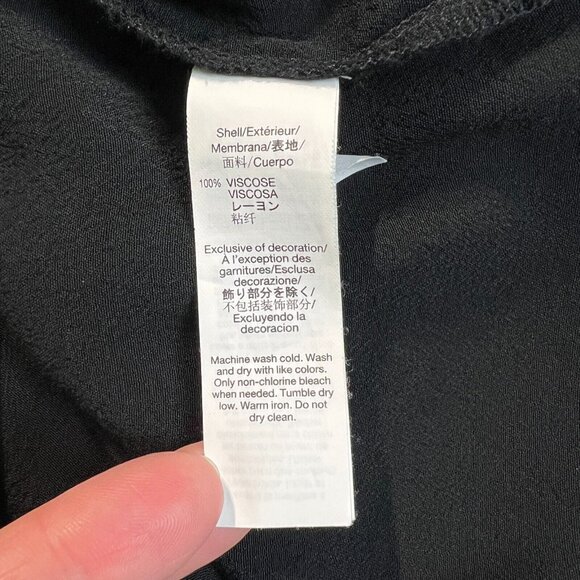 Shell/Extérieur/
Membrana/表地/
面料/Cuerpo
100% VISCOSE
VISCOSA
レーヨン
粘纤
Exclusive of decoration/
À l'exception des
garnitures/Esclusa
decorazione/
飾り部分を除く/
不包括装饰部分/
Excluyendo la
decoracion
Machine wash cold. Wash
and dry with like colors.
Only non-chlorine bleach
when needed. Tumble dry
low. Warm iron. Do not
dry clean.